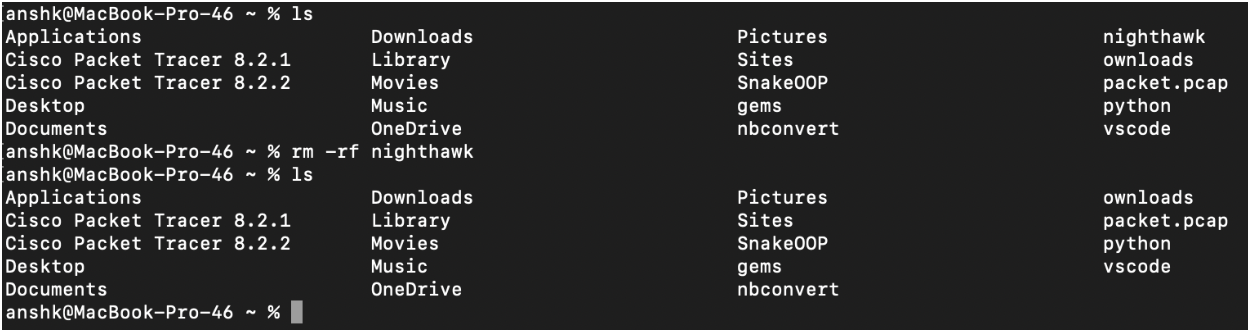 anshk@MacBook-Pro-46 ~ % ls
Applications Downloads Pictures nighthawk
Cisco Packet Tracer 8.2.1 Library Sites ownloads
Cisco Packet Tracer 8.2.2 Movies SnakeOOP packet.pcap
Desktop Music gems python
Documents OneDrive nbconvert vscode
anshk@MacBook-Pro-46 ~ % rm -rf nighthawk
anshk@MacBook-Pro-46 ~ % ls
Applications Downloads Pictures ownloads
Cisco Packet Tracer 8.2.1 Library Sites packet.pcap
Cisco Packet Tracer 8.2.2 Movies SnakeOOP python
Desktop Music gems vscode
Documents OneDrive nbconvert
anshk@MacBook-Pro-46 ~ %